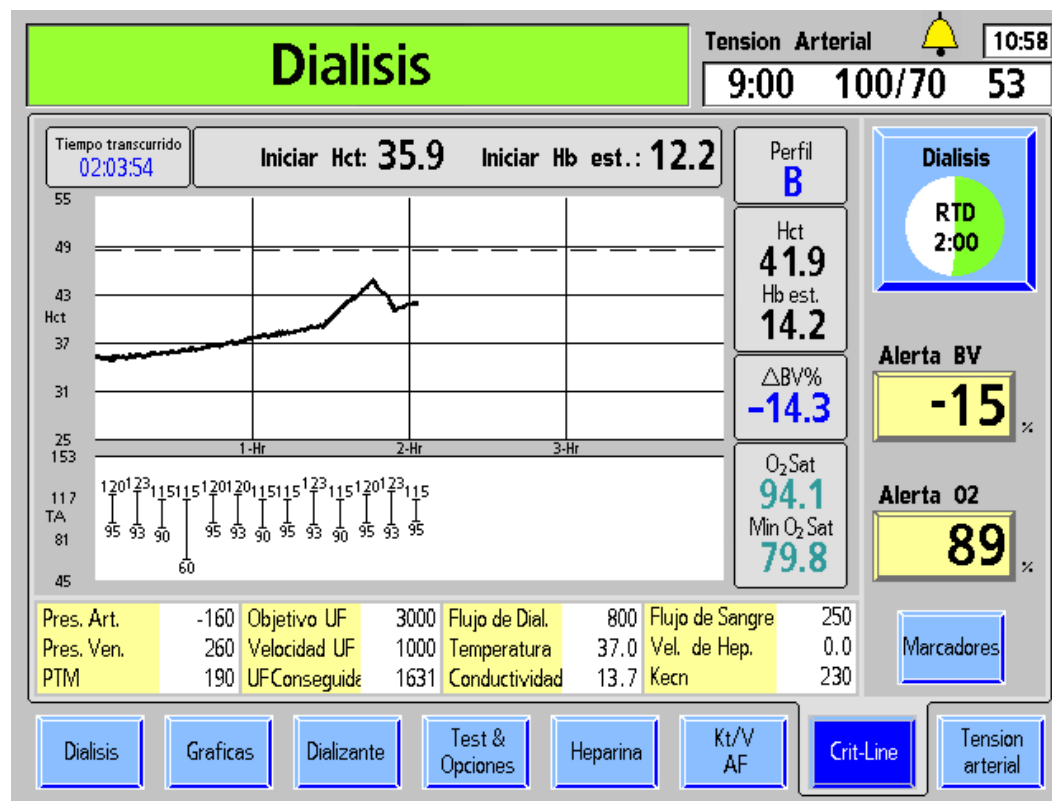 Dialisis
Tension Arterial
10:58
9:00 100/70 53
Tiempo transcurrido
02:03:54
Iniciar Hct: 35.9 Iniciar Hb est.: 12.2
Perfil
B
Hct
41.9
Hb est.
14.2
△BV%
-14.3
O2Sat
94.1
Min O2 Sat
79.8
Dialisis
RTD
2:00
Alerta BV
-15 %
Alerta O2
89 %
Marcadores
55
49
43
Hct
37
31
25
1-Hr 2-Hr 3-Hr
153
117
TA
81
45
120 123 115 115 120 120 115 115 123 115 120 123 115
95 93 90 60 95 93 90 95 93 90 95 93 95
Pres. Art. -160 Objetivo UF 3000 Flujo de Dial. 800 Flujo de Sangre 250
Pres. Ven. 260 Velocidad UF 1000 Temperatura 37.0 Vel. de Hep. 0.0
PTM 190 UFConseguida 1631 Conductividad 13.7 Kecn 230
Dialisis
Graficas
Dializante
Test &
Opciones
Heparina
Kt/V
AF
Crit-Line
Tension
arterial